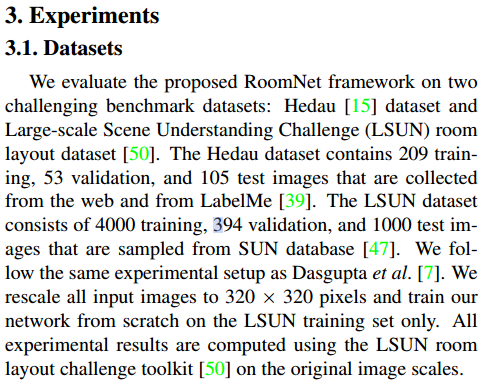 3. Experiments
3.1. Datasets
We evaluate the proposed RoomNet framework on two
challenging benchmark datasets: Hedau [15] dataset and
Large-scale Scene Understanding Challenge (LSUN) room
layout dataset [50]. The Hedau dataset contains 209 train-
ing, 53 validation, and 105 test images that are collected
from the web and from LabelMe [39]. The LSUN dataset
consists of 4000 training, 394 validation, and 1000 test im-
ages that are sampled from SUN database [47]. We fol-
low the same experimental setup as Dasgupta et al. [7]. We
rescale all input images to 320 × 320 pixels and train our
network from scratch on the LSUN training set only. All
experimental results are computed using the LSUN room
layout challenge toolkit [50] on the original image scales.